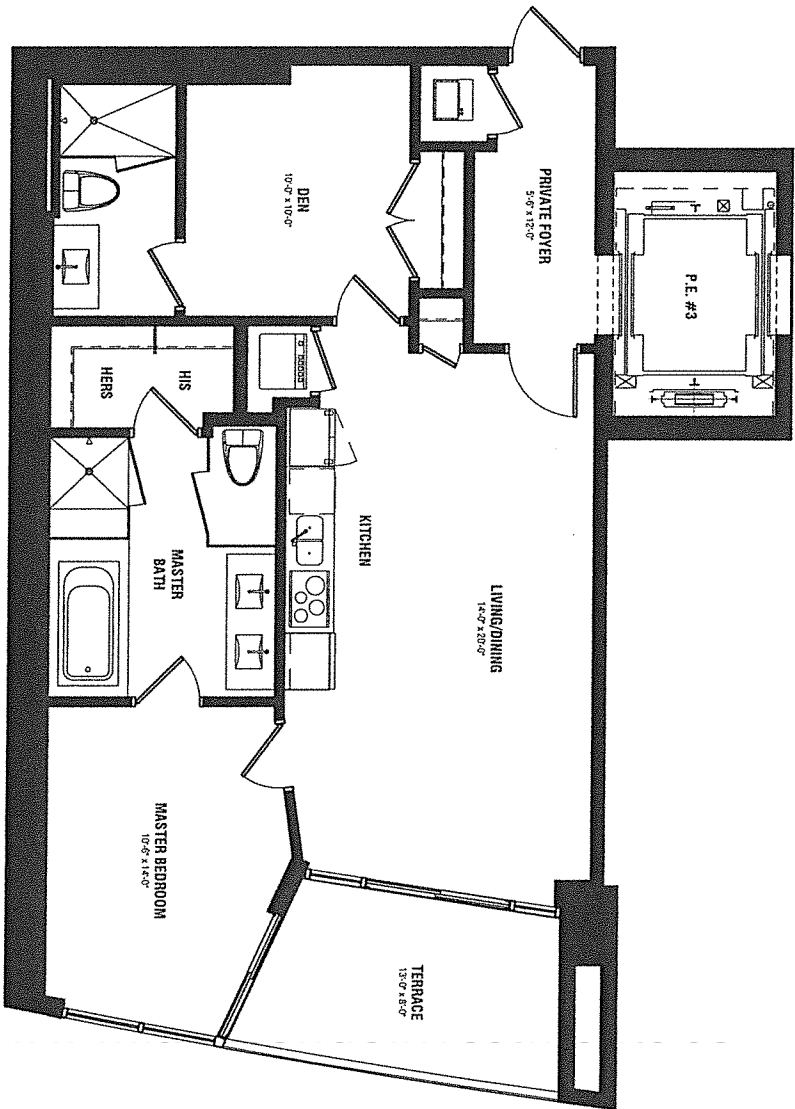 P.E. #3
PRIVATE FOYER
5'-6" x 12'-0"
DEN
10'-0" x 10'-0"
HIS
HERS
KITCHEN
LIVING/DINING
14'-0" x 20'-0"
MASTER
BATH
MASTER BEDROOM
10'-6" x 14'-0"
TERRACE
13'-0" x 8'-0"